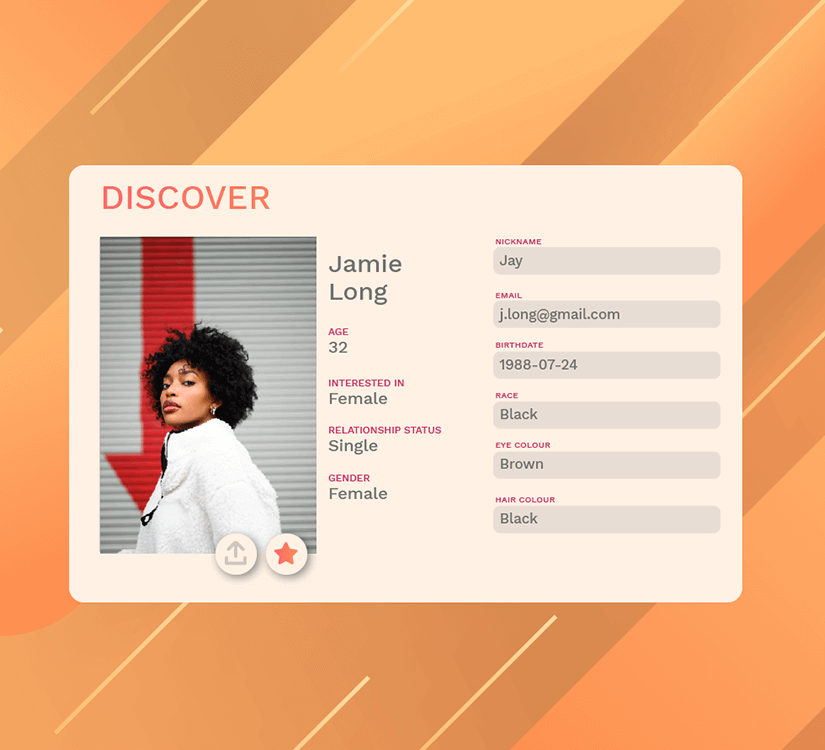 DISCOVER
Jamie
Long
AGE
32
INTERESTED IN
Female
RELATIONSHIP STATUS
Single
GENDER
Female
NICKNAME
Jay
EMAIL
j.long@gmail.com
BIRTHDATE
1988-07-24
RACE
Black
EYE COLOUR
Brown
HAIR COLOUR
Black